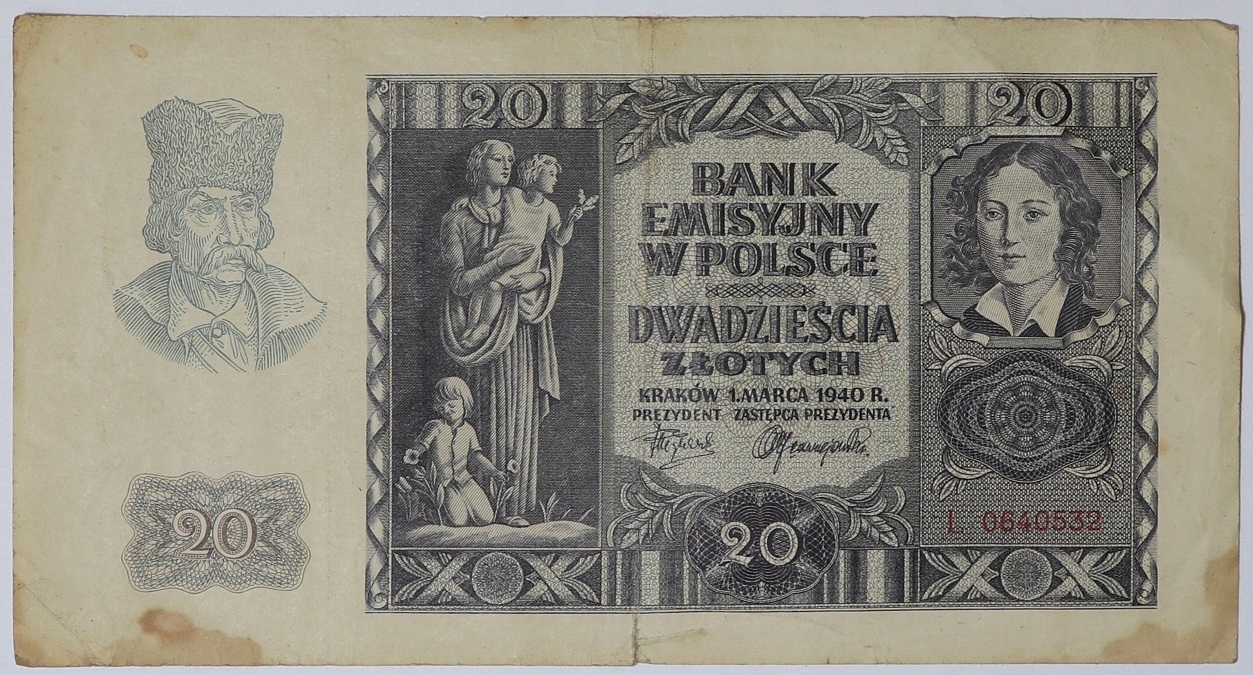 20
20
BANK
EMISYJNY
W POLSCE
DWADZIEŚCIA
ZŁOTYCH
KRAKÓW 1.MARCA 1940 R.
PREZYDENT ZASTĘPCA PREZYDENTA
L 0640532
20
20